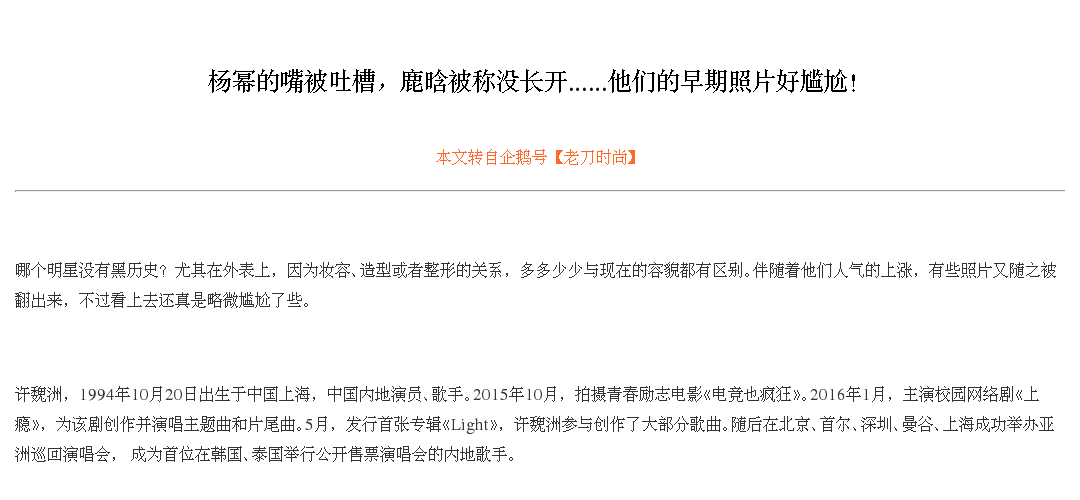 杨幂的嘴被吐槽，鹿晗被称没长开……他们的早期照片好尴尬！
本文转自企鹅号【老刀时尚】
哪个明星没有黑历史？尤其在外表上，因为妆容、造型或者整形的关系，多多少少与现在的容貌都有区别。伴随着他们人气的上涨，有些照片又随之被
翻出来，不过看上去还真是略微尴尬了些。
许魏洲，1994年10月20日出生于中国上海，中国内地演员、歌手。2015年10月，拍摄青春励志电影《电竞也疯狂》。2016年1月，主演校园网络剧《上
瘾》，为该剧创作并演唱主题曲和片尾曲。5月，发行首张专辑《Light》，许魏洲参与创作了大部分歌曲。随后在北京、首尔、深圳、曼谷、上海成功举办亚
洲巡回演唱会， 成为首位在韩国、泰国举行公开售票演唱会的内地歌手。